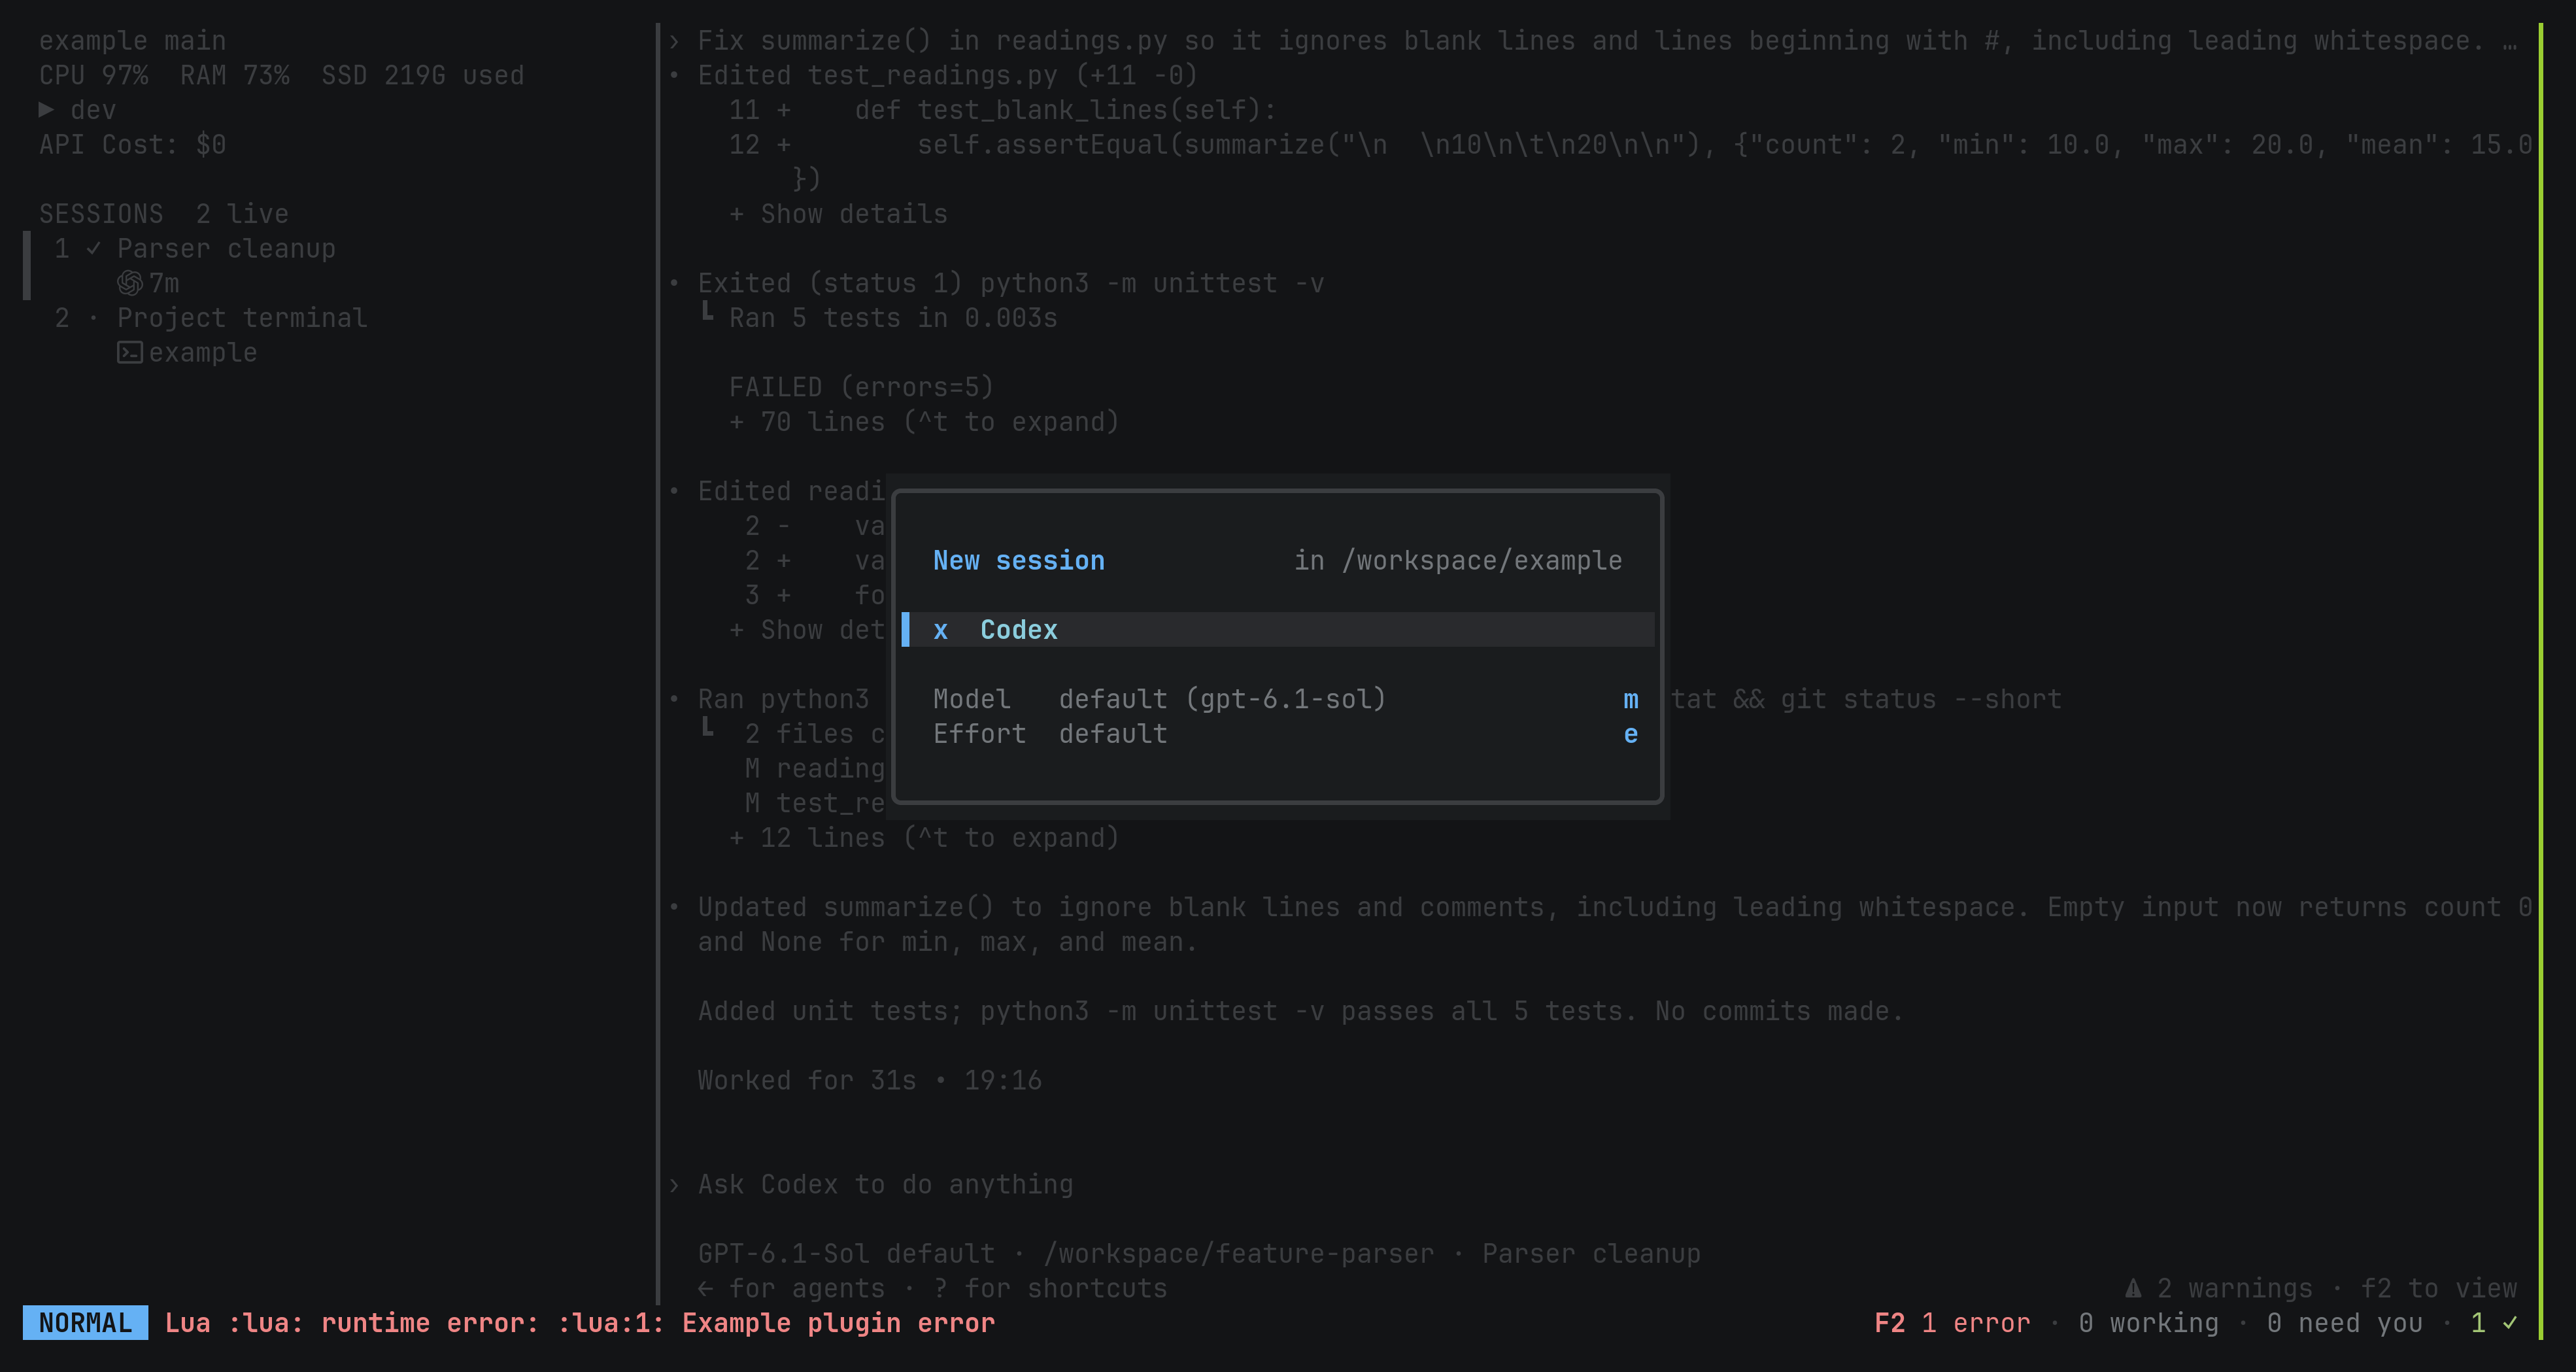 example main
CPU 97%  RAM 73%  SSD 219G used
▶ dev
API Cost: $0
SESSIONS  2 live
1 ✓ Parser cleanup
7m
2 · Project terminal
example
› Fix summarize() in readings.py so it ignores blank lines and lines beginning with #, including leading whitespace. …
• Edited test_readings.py (+11 -0)
11 +    def test_blank_lines(self):
12 +        self.assertEqual(summarize("\n  \n10\n\t\n20\n\n"), {"count": 2, "min": 10.0, "max": 20.0, "mean": 15.0
})
+ Show details
• Exited (status 1) python3 -m unittest -v
┗ Ran 5 tests in 0.003s
FAILED (errors=5)
+ 70 lines (^t to expand)
• Edited readi
2 -    va
2 +    va
3 +    fo
+ Show det
• Ran python3
tat && git status --short
┗  2 files c
M reading
M test_re
+ 12 lines (^t to expand)
New session in /workspace/example
x  Codex
Model   default (gpt-6.1-sol) m
Effort  default e
• Updated summarize() to ignore blank lines and comments, including leading whitespace. Empty input now returns count 0
and None for min, max, and mean.
Added unit tests; python3 -m unittest -v passes all 5 tests. No commits made.
Worked for 31s • 19:16
› Ask Codex to do anything
GPT-6.1-Sol default · /workspace/feature-parser · Parser cleanup
← for agents · ? for shortcuts
⚠ 2 warnings · f2 to view
NORMAL Lua :lua: runtime error: :lua:1: Example plugin error
F2 1 error · 0 working · 0 need you · 1 ✓